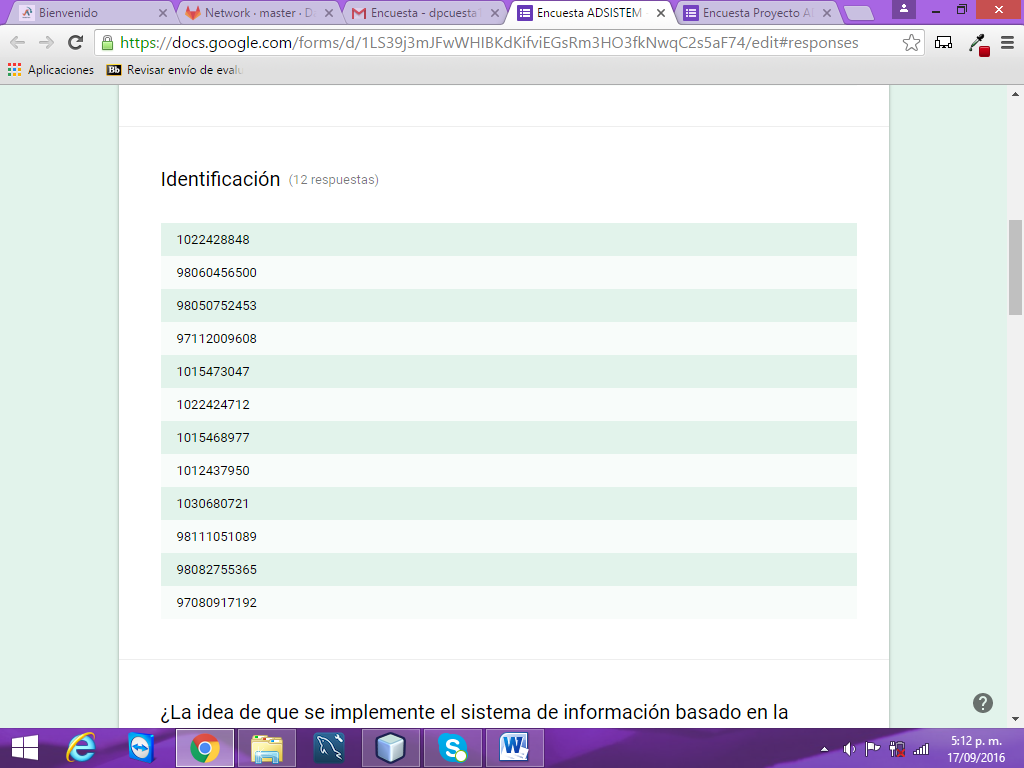 Bienvenido
Network · master · D
Encuesta - dpcuesta
Encuesta ADSISTEM
Encuesta Proyecto A
https://docs.google.com/forms/d/1LS39j3mJFwWHIBKdKifviEGsRm3HO3fkNwqC2s5aF74/edit#responses
Aplicaciones
Bb Revisar envío de evalu
Identificación (12 respuestas)
1022428848
98060456500
98050752453
97112009608
1015473047
1022424712
1015468977
1012437950
1030680721
98111051089
98082755365
97080917192
¿La idea de que se implemente el sistema de información basado en la
5:12 p. m.
17/09/2016